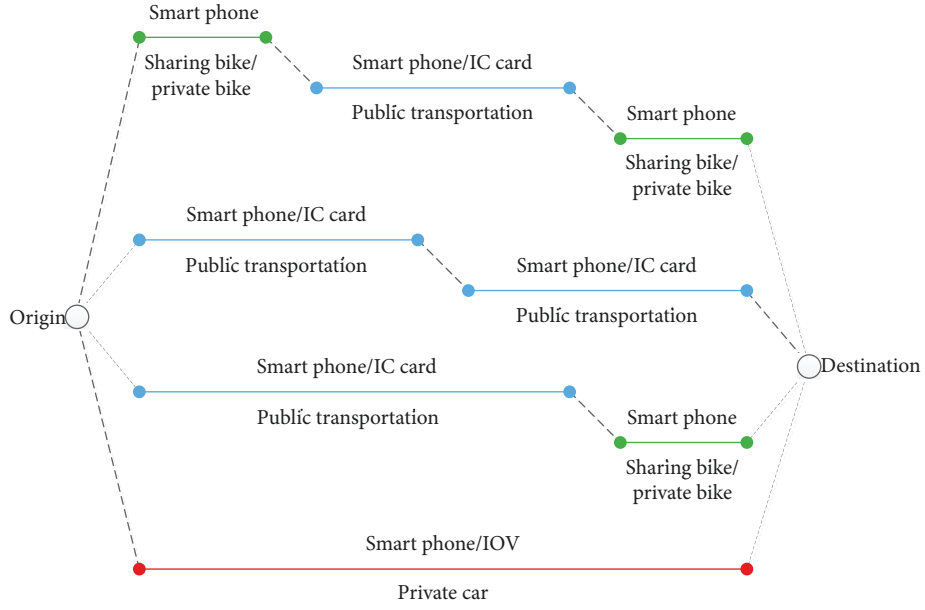 Smart phone
Sharing bike/
private bike
Smart phone/IC card
Public transportation
Smart phone
Sharing bike/
private bike
Smart phone/IC card
Public transportation
Smart phone/IC card
Public transportation
Origin
Destination
Smart phone/IC card
Public transportation
Smart phone
Sharing bike/
private bike
Smart phone/IOV
Private car